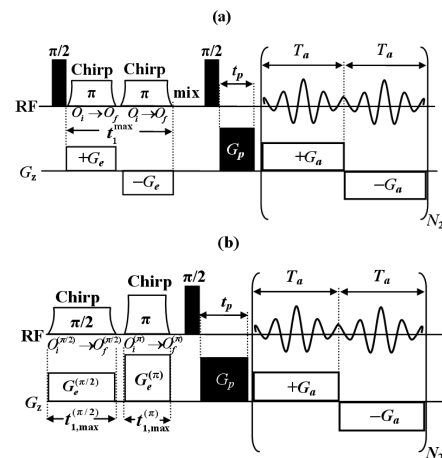 (a)
π/2 Chirp Chirp π/2 T_a T_a
π π mix t_p
RF O_i→O_f O_i→O_f
t_1^max
+G_e G_p +G_a
G_z −G_e −G_a
N_2
(b)
Chirp Chirp π/2 T_a T_a
π/2 π t_p
RF O_i^(π/2)→O_f^(π/2) O_i^(π)→O_f^(π)
G_e^(π/2) G_e^(π) G_p +G_a
G_z −G_a
t_1,max^(π/2) t_1,max^(π)
N_2